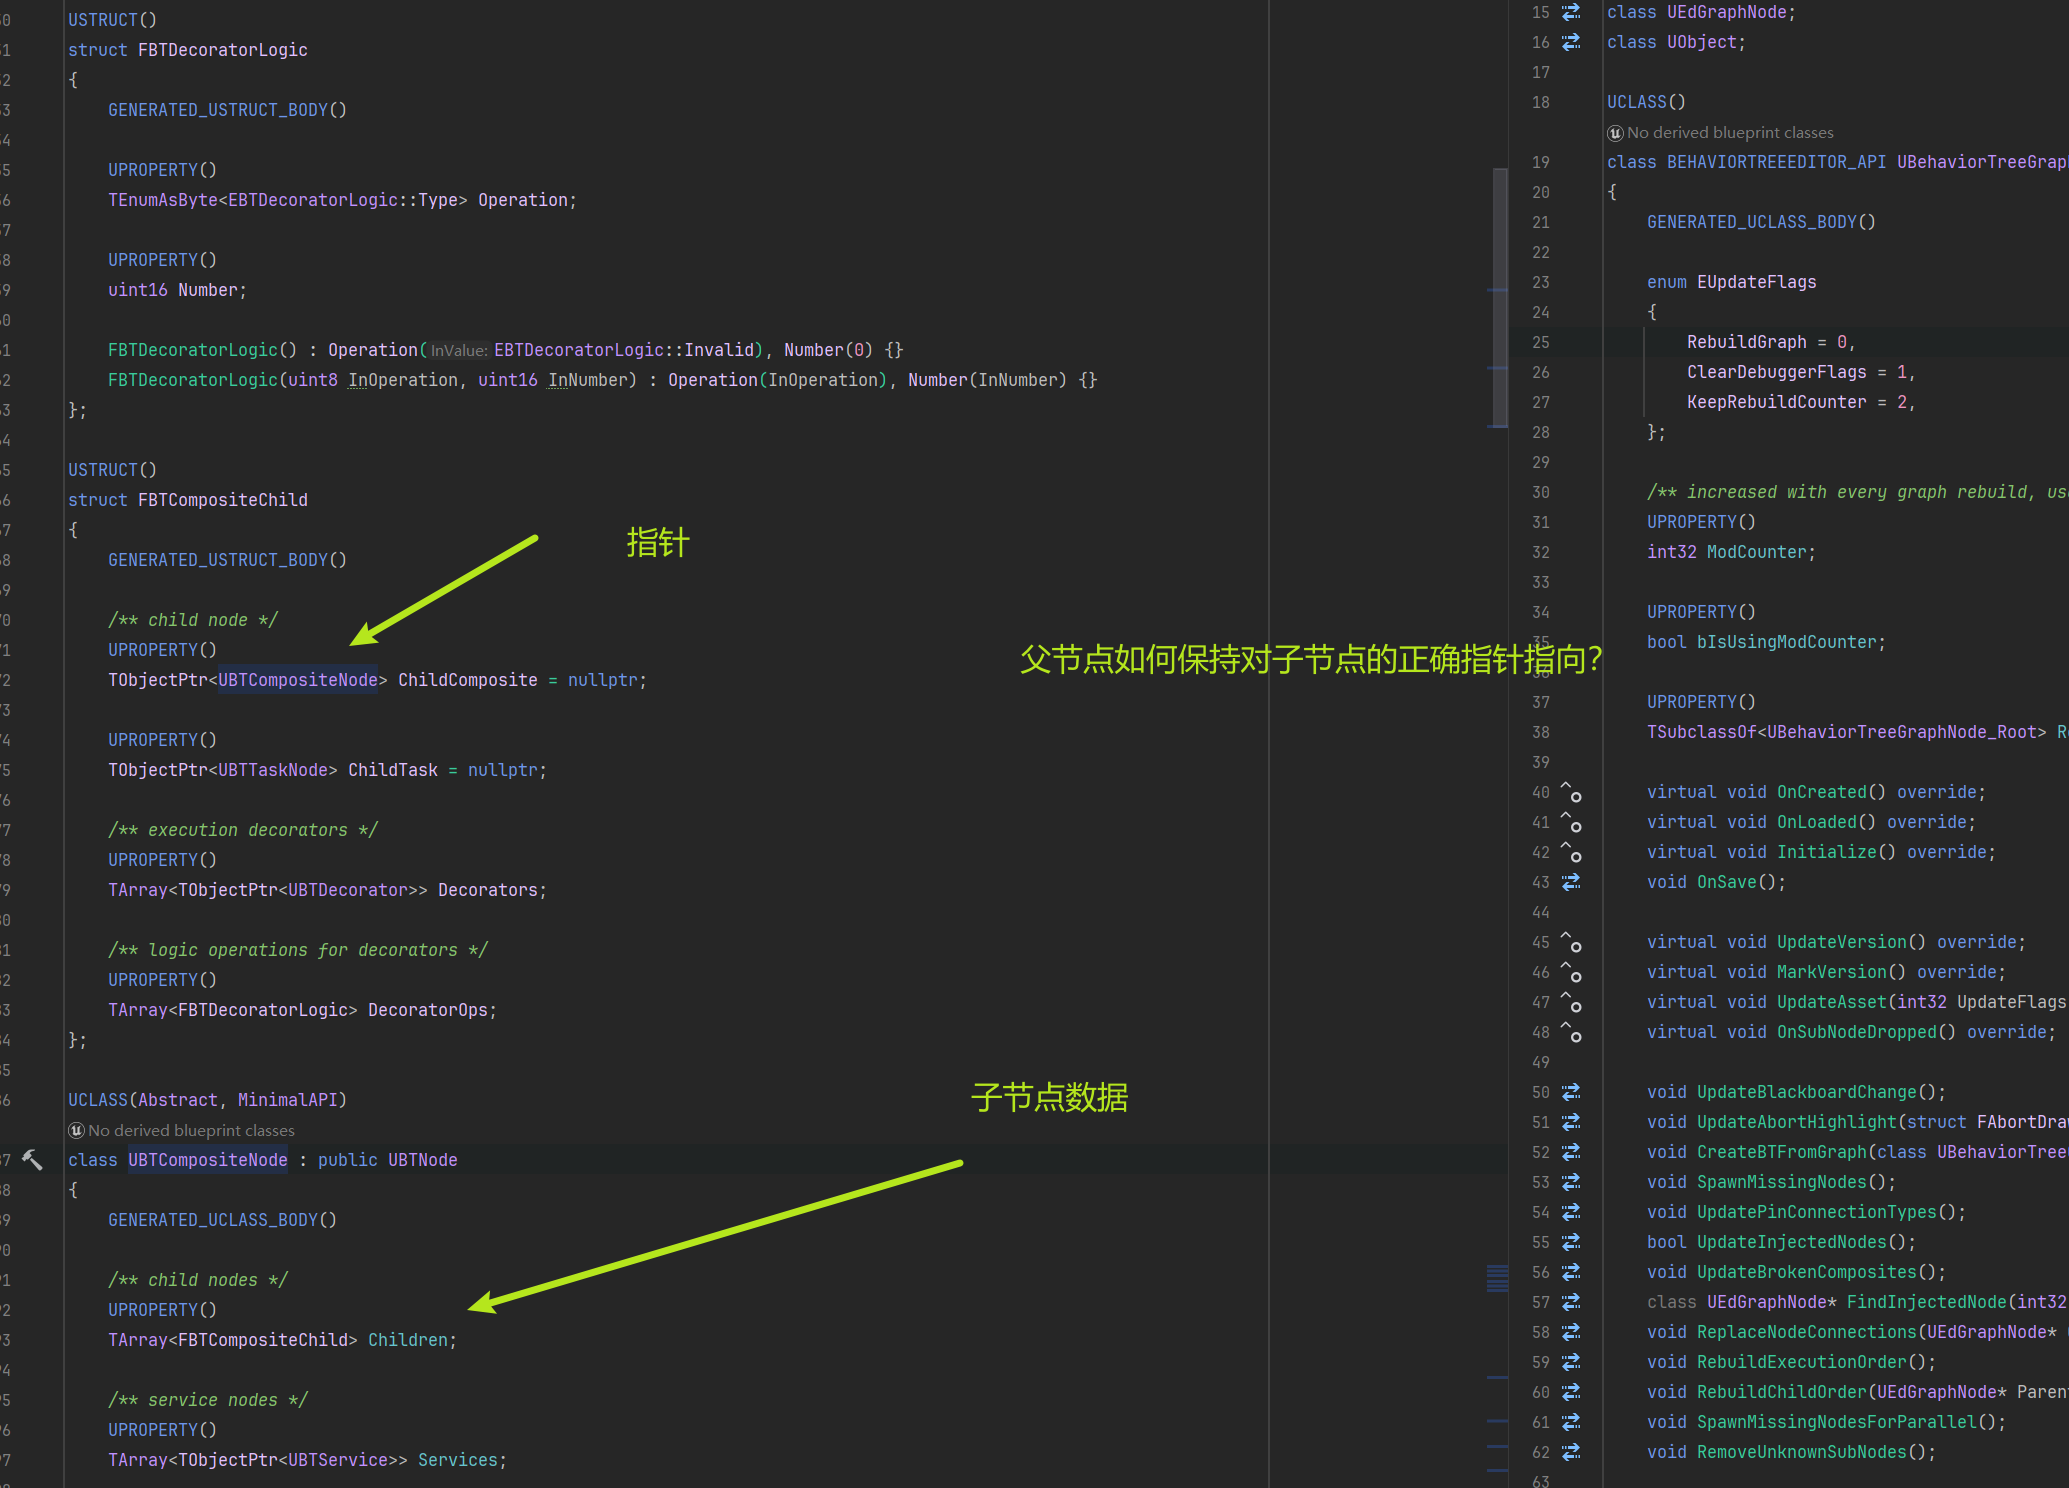 USTRUCT()
struct FBTDecoratorLogic
{
GENERATED_USTRUCT_BODY()
UPROPERTY()
TEnumAsByte<EBTDecoratorLogic::Type> Operation;
UPROPERTY()
uint16 Number;
FBTDecoratorLogic() : Operation(InValue: EBTDecoratorLogic::Invalid), Number(0) {}
FBTDecoratorLogic(uint8 InOperation, uint16 InNumber) : Operation(InOperation), Number(InNumber) {}
};
USTRUCT()
struct FBTCompositeChild
{
指针
GENERATED_USTRUCT_BODY()
/** child node */
UPROPERTY()
父节点如何保持对子节点的正确指针指向?
TObjectPtr<UBTCompositeNode> ChildComposite = nullptr;
UPROPERTY()
TObjectPtr<UBTTaskNode> ChildTask = nullptr;
/** execution decorators */
UPROPERTY()
TArray<TObjectPtr<UBTDecorator>> Decorators;
/** logic operations for decorators */
UPROPERTY()
TArray<FBTDecoratorLogic> DecoratorOps;
};
子节点数据
UCLASS(Abstract, MinimalAPI)
No derived blueprint classes
class UBTCompositeNode : public UBTNode
{
GENERATED_UCLASS_BODY()
/** child nodes */
UPROPERTY()
TArray<FBTCompositeChild> Children;
/** service nodes */
UPROPERTY()
TArray<TObjectPtr<UBTService>> Services;
15 class UEdGraphNode;
16 class UObject;
17
18 UCLASS()
No derived blueprint classes
19 class BEHAVIORTREEEDITOR_API UBehaviorTreeGrap
20 {
21 GENERATED_UCLASS_BODY()
22
23 enum EUpdateFlags
24 {
25 RebuildGraph = 0,
26 ClearDebuggerFlags = 1,
27 KeepRebuildCounter = 2,
28 };
29
30 /** increased with every graph rebuild, us
31 UPROPERTY()
32 int32 ModCounter;
33
34 UPROPERTY()
35 bool bIsUsingModCounter;
36
37 UPROPERTY()
38 TSubclassOf<UBehaviorTreeGraphNode_Root> R
39
40 virtual void OnCreated() override;
41 virtual void OnLoaded() override;
42 virtual void Initialize() override;
43 void OnSave();
44
45 virtual void UpdateVersion() override;
46 virtual void MarkVersion() override;
47 virtual void UpdateAsset(int32 UpdateFlags
48 virtual void OnSubNodeDropped() override;
49
50 void UpdateBlackboardChange();
51 void UpdateAbortHighlight(struct FAbortDra
52 void CreateBTFromGraph(class UBehaviorTree
53 void SpawnMissingNodes();
54 void UpdatePinConnectionTypes();
55 bool UpdateInjectedNodes();
56 void UpdateBrokenComposites();
57 class UEdGraphNode* FindInjectedNode(int32
58 void ReplaceNodeConnections(UEdGraphNode*
59 void RebuildExecutionOrder();
60 void RebuildChildOrder(UEdGraphNode* Paren
61 void SpawnMissingNodesForParallel();
62 void RemoveUnknownSubNodes();
63